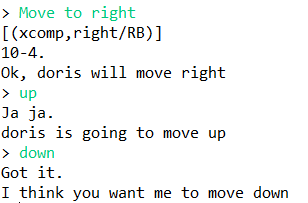 > Move to right
[(xcomp,right/RB)]
10-4.
Ok, doris will move right
> up
Ja ja.
doris is going to move up
> down
Got it.
I think you want me to move down